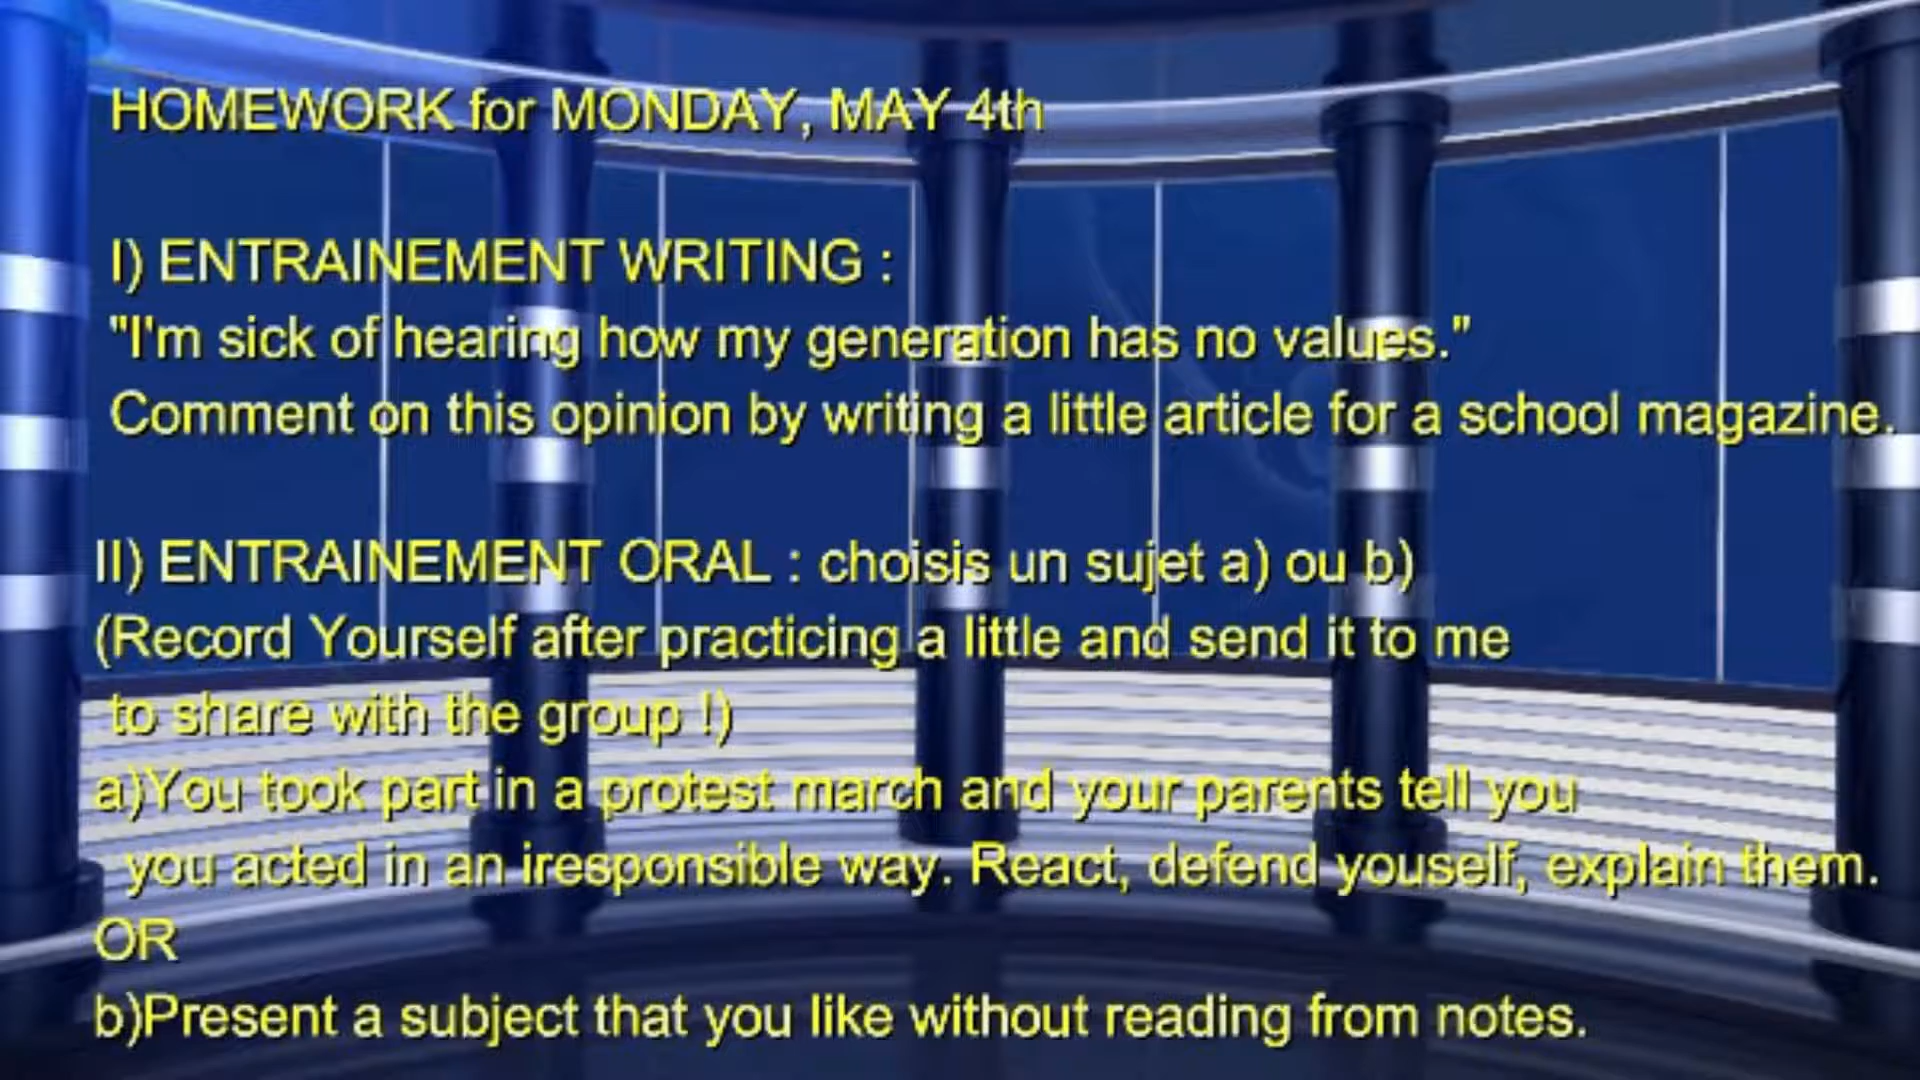 HOMEWORK for MONDAY, MAY 4th
I) ENTRAINEMENT WRITING :
"I'm sick of hearing how my generation has no values."
Comment on this opinion by writing a little article for a school magazine.
II) ENTRAINEMENT ORAL : choisis un sujet a) ou b)
(Record Yourself after practicing a little and send it to me
to share with the group !)
a)You took part in a protest march and your parents tell you
you acted in an iresponsible way. React, defend youself, explain them.
OR
b)Present a subject that you like without reading from notes.